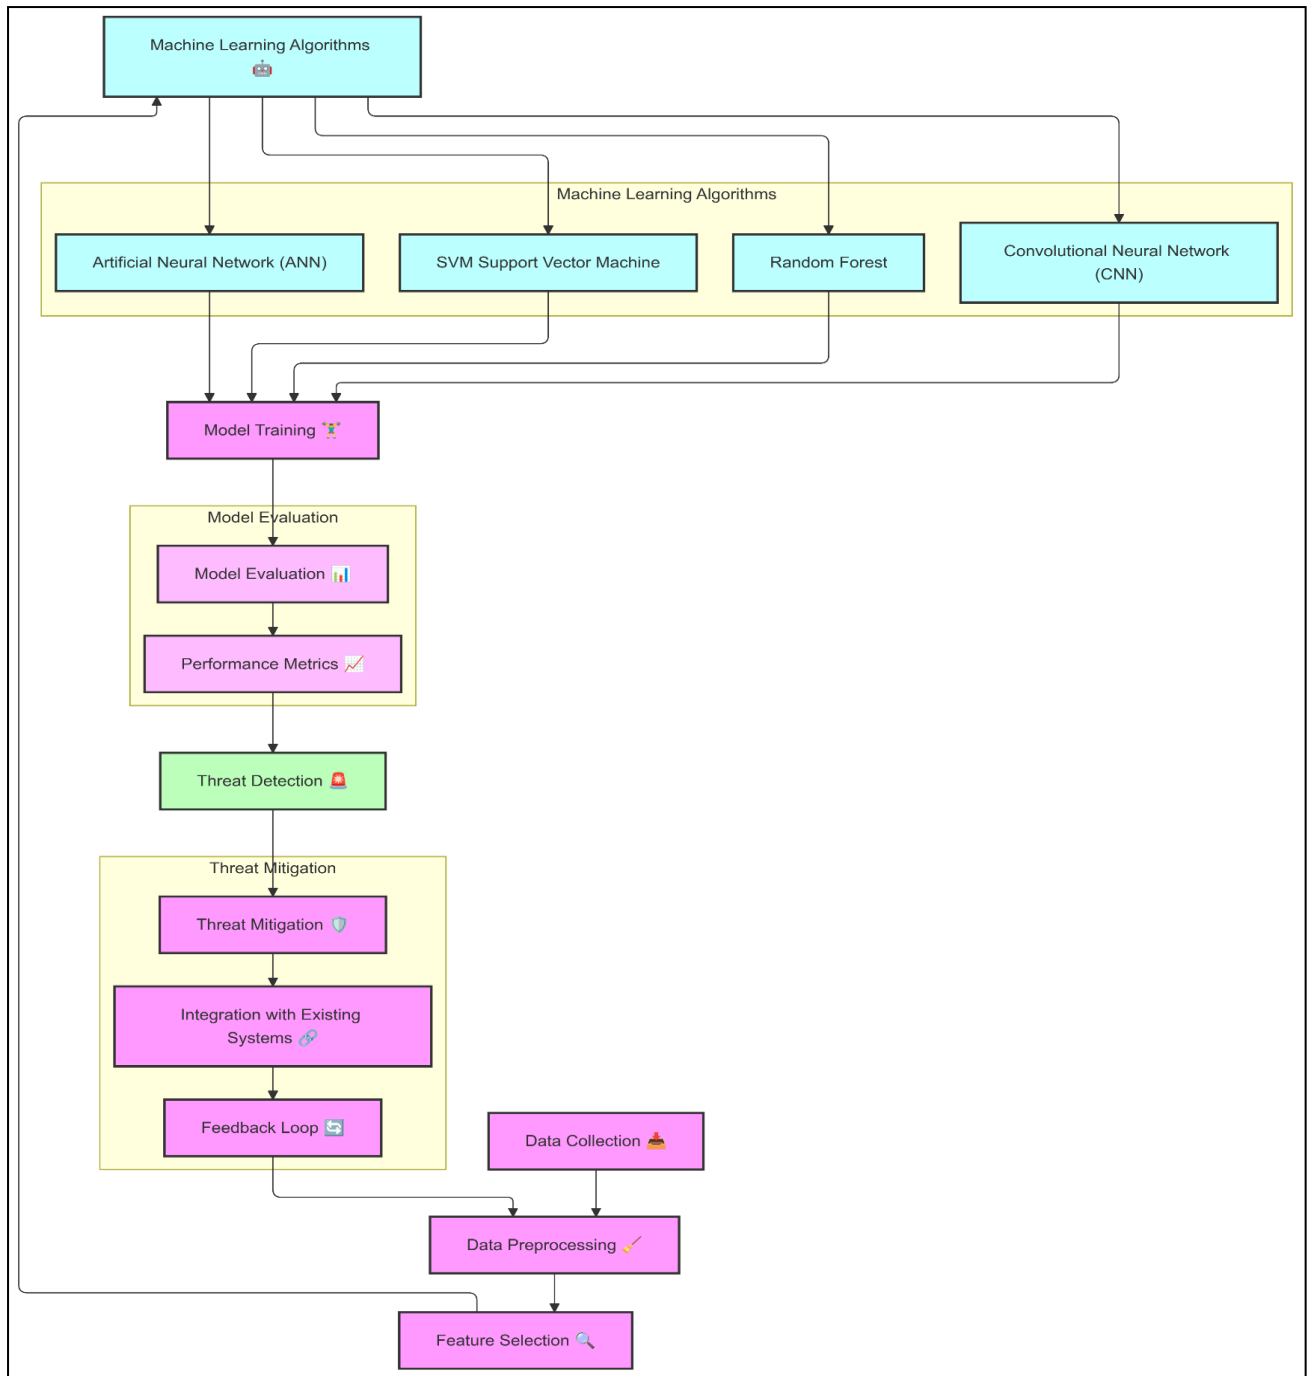 Machine Learning Algorithms
🤖
Machine Learning Algorithms
Artificial Neural Network (ANN)
SVM Support Vector Machine
Random Forest
Convolutional Neural Network
(CNN)
Model Training 🏋️
Model Evaluation
Model Evaluation 📊
Performance Metrics 📈
Threat Detection 🚨
Threat Mitigation
Threat Mitigation 🛡️
Integration with Existing
Systems 🔗
Feedback Loop 🔄
Data Collection 📥
Data Preprocessing 🧹
Feature Selection 🔍